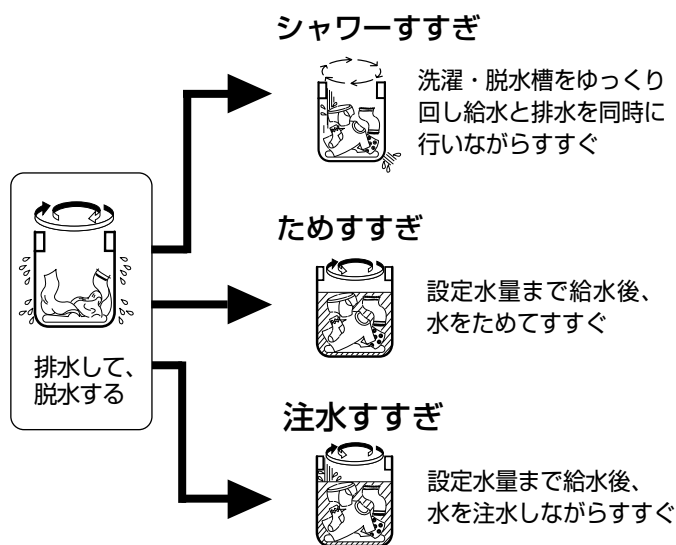 シャワーすすぎ
洗濯・脱水槽をゆっくり
回し給水と排水を同時に
行いながらすすぐ
排水して、
脱水する
ためすすぎ
設定水量まで給水後、
水をためてすすぐ
注水すすぎ
設定水量まで給水後、
水を注水しながらすすぐ